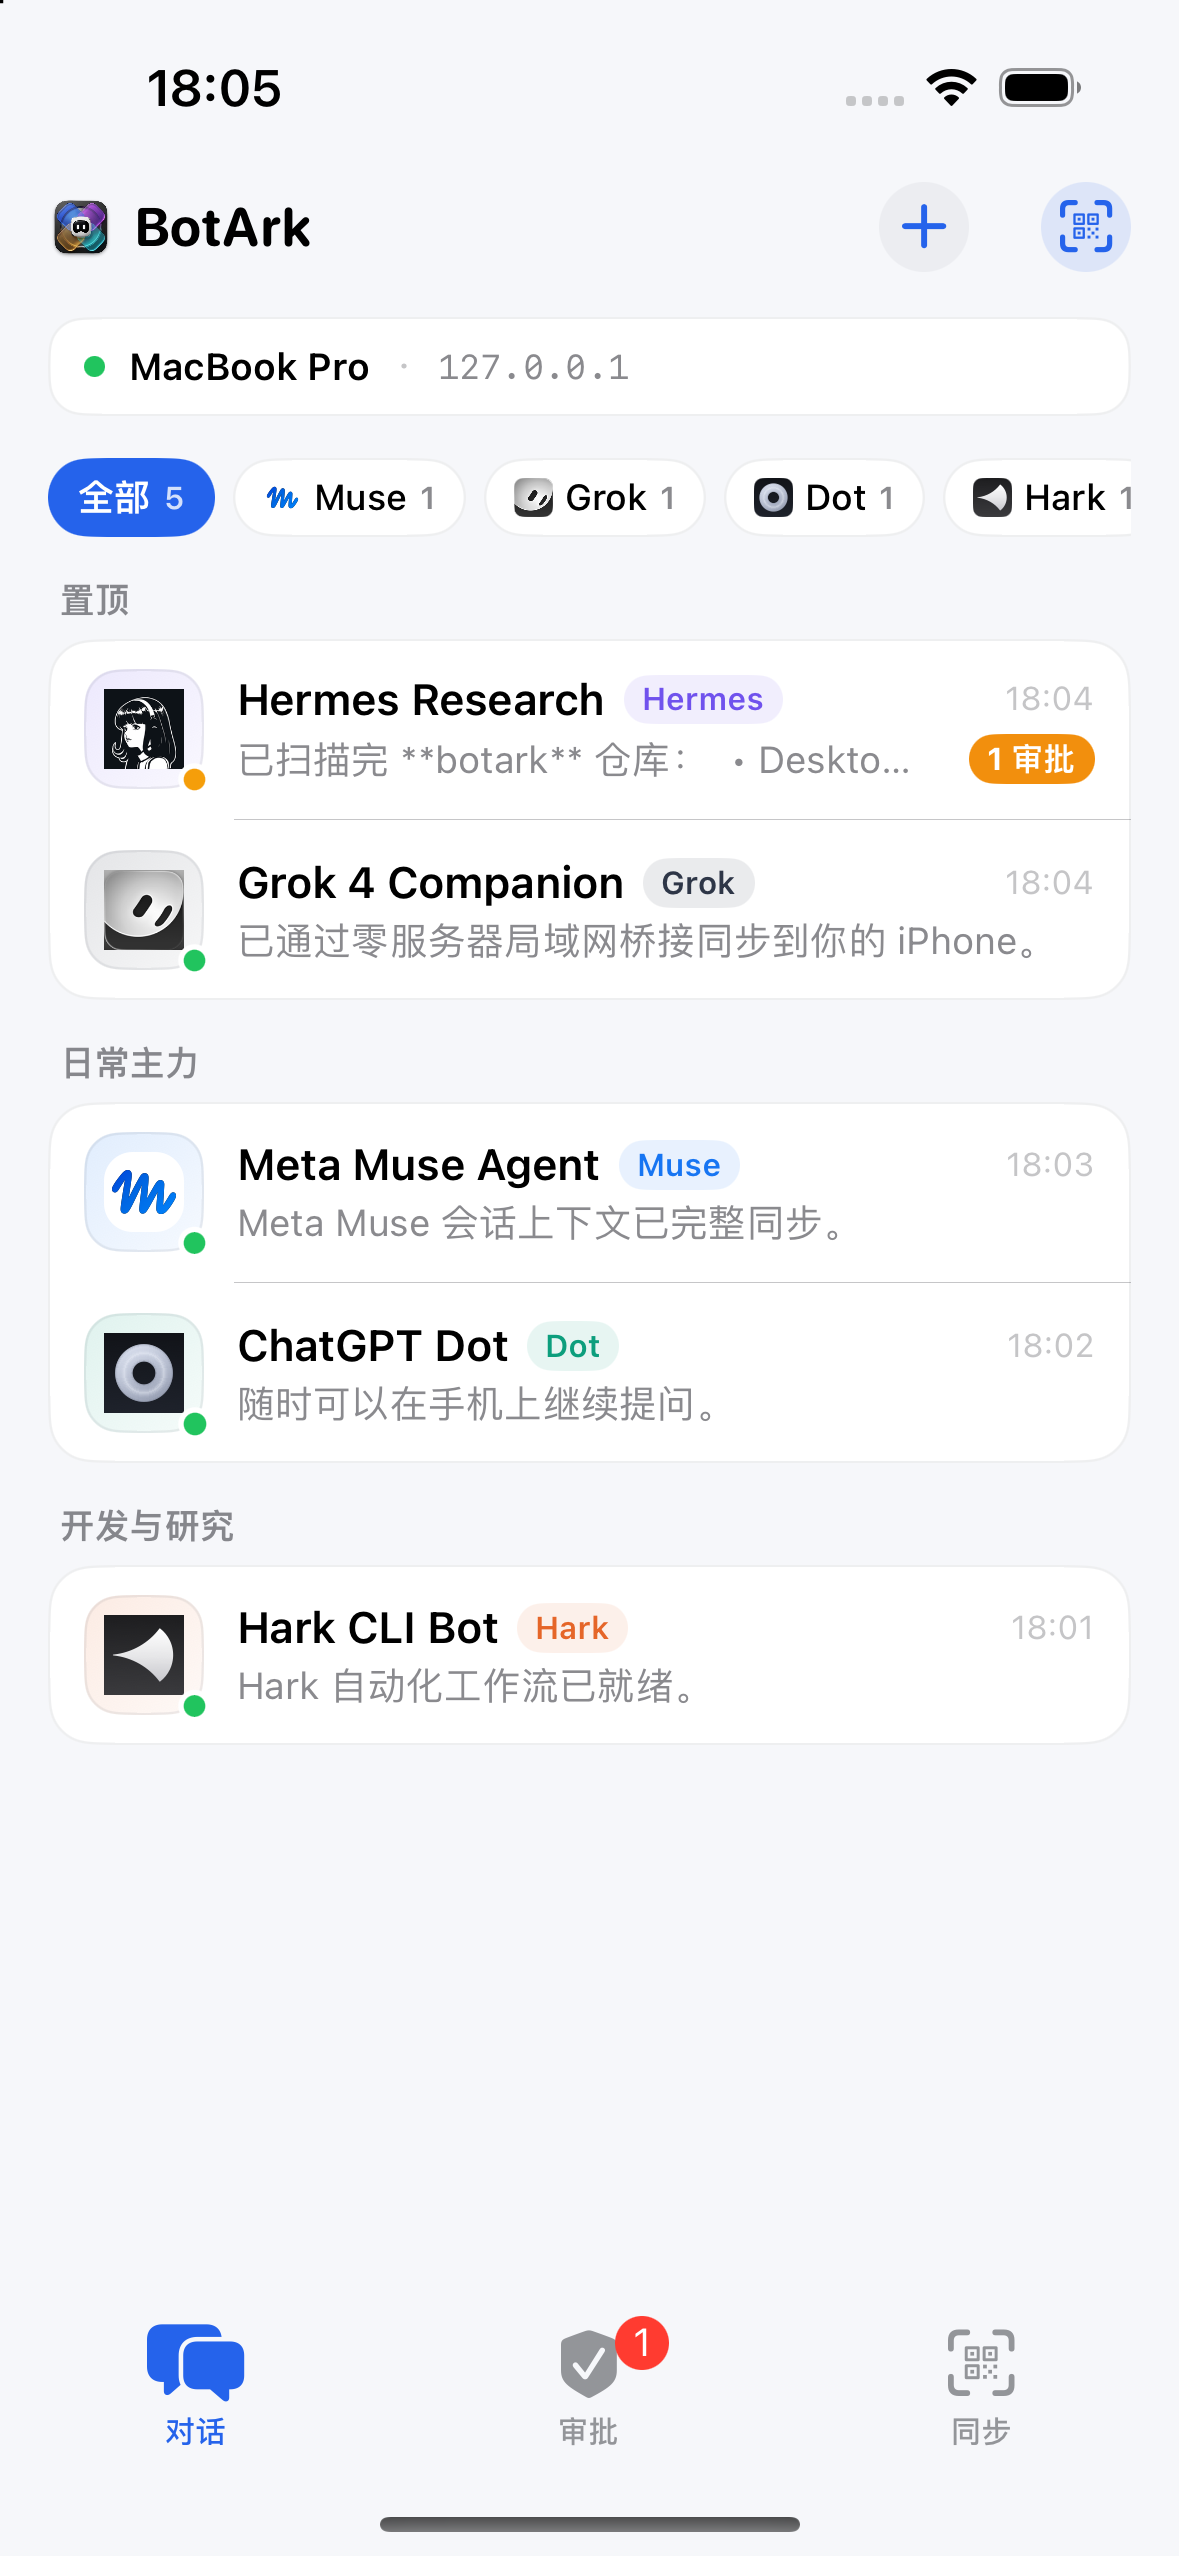 18:05
BotArk
MacBook Pro · 127.0.0.1
全部 5 Muse 1 Grok 1 Dot 1 Hark 1
置顶
Hermes Research Hermes 18:04
已扫描完 **botark** 仓库： • Deskto... 1 审批
Grok 4 Companion Grok 18:04
已通过零服务器局域网桥接同步到你的 iPhone。
日常主力
Meta Muse Agent Muse 18:03
Meta Muse 会话上下文已完整同步。
ChatGPT Dot Dot 18:02
随时可以在手机上继续提问。
开发与研究
Hark CLI Bot Hark 18:01
Hark 自动化工作流已就绪。
1
对话 审批 同步